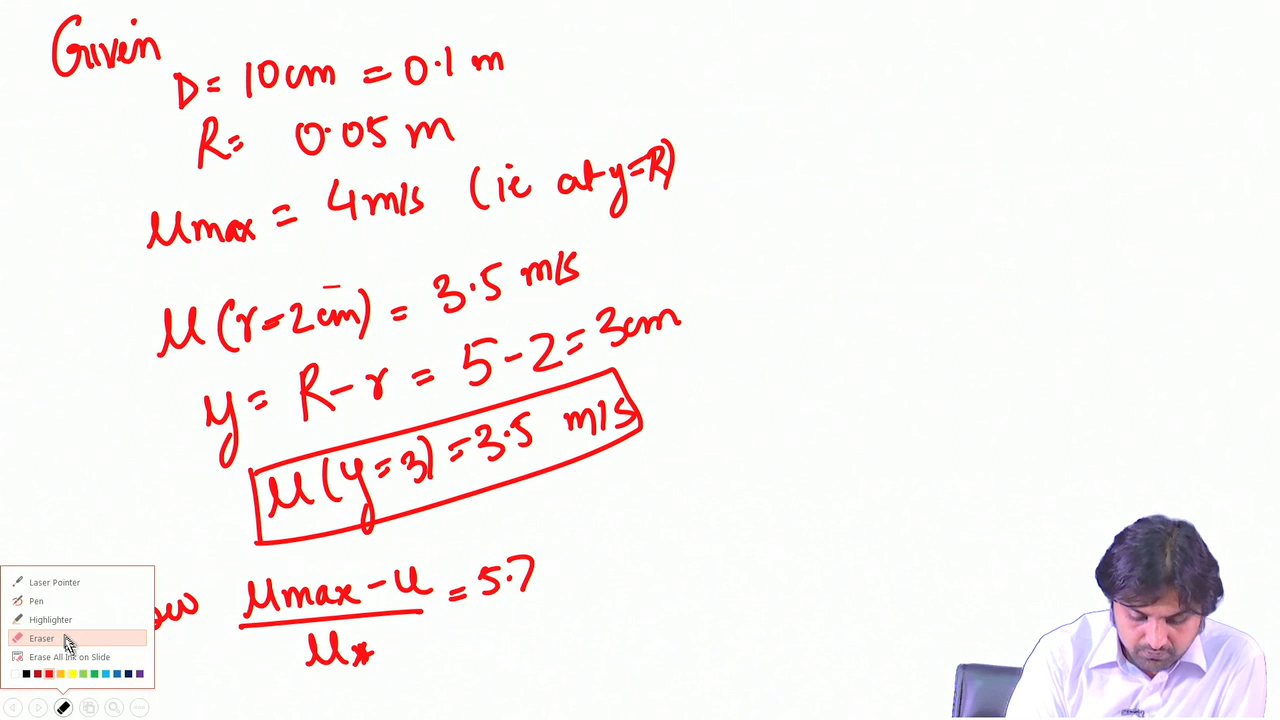 Given
D= 10cm = 0.1 m
R= 0.05 m
umax = 4m/s (ie at y=R)
u(r=2cm) = 3.5 m/s
y= R-r = 5-2=3cm
u(y=3)=3.5 m/s
umax-u = 5.7
u*
Laser Pointer
Pen
Highlighter
Eraser
Erase All Ink on Slide